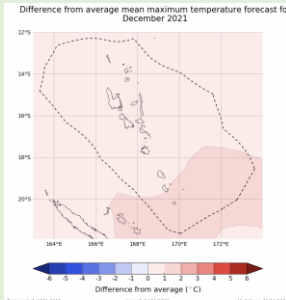 Difference from average mean maximum temperature forecast fo
December 2021
12°S
14°S
16°S
18°S
20°S
164°E 166°E 168°E 170°E 172°E
-6 -5 -4 -3 -2 -1 0 1 2 3 4 5 6
Difference from average (°C)